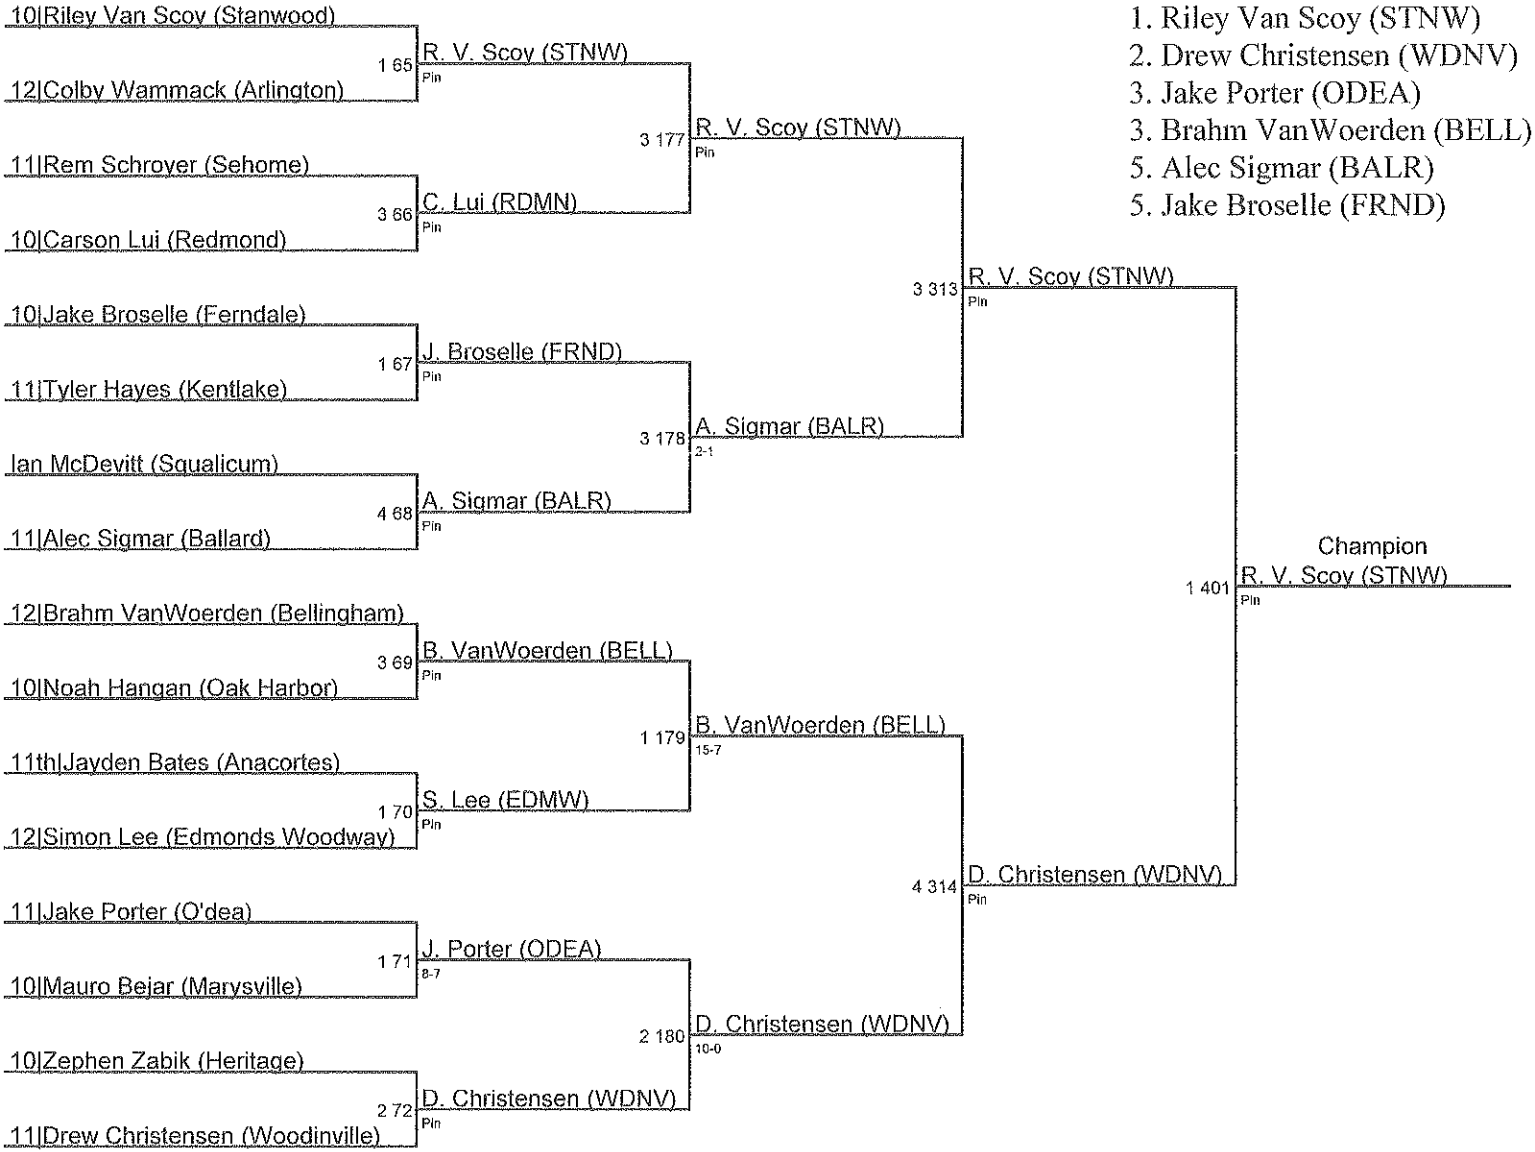 10|Riley Van Scoy (Stanwood)
1 65
R. V. Scoy (STNW)
Pin
12|Colby Wammack (Arlington)
3 177
R. V. Scoy (STNW)
Pin
11|Rem Schroyer (Sehome)
3 66
C. Lui (RDMN)
Pin
10|Carson Lui (Redmond)
3 313
R. V. Scoy (STNW)
Pin
10|Jake Broselle (Ferndale)
1 67
J. Broselle (FRND)
Pin
11|Tyler Hayes (Kentlake)
3 178
A. Sigmar (BALR)
2-1
Ian McDevitt (Squalicum)
4 68
A. Sigmar (BALR)
Pin
11|Alec Sigmar (Ballard)
Champion
1 401
R. V. Scoy (STNW)
Pin
12|Brahm VanWoerden (Bellingham)
3 69
B. VanWoerden (BELL)
Pin
10|Noah Hangan (Oak Harbor)
1 179
B. VanWoerden (BELL)
15-7
11th|Jayden Bates (Anacortes)
1 70
S. Lee (EDMW)
Pin
12|Simon Lee (Edmonds Woodway)
4 314
D. Christensen (WDNV)
Pin
11|Jake Porter (O'dea)
1 71
J. Porter (ODEA)
8-7
10|Mauro Bejar (Marysville)
2 180
D. Christensen (WDNV)
10-0
10|Zephen Zabik (Heritage)
2 72
D. Christensen (WDNV)
Pin
11|Drew Christensen (Woodinville)
1. Riley Van Scoy (STNW)
2. Drew Christensen (WDNV)
3. Jake Porter (ODEA)
3. Brahm VanWoerden (BELL)
5. Alec Sigmar (BALR)
5. Jake Broselle (FRND)